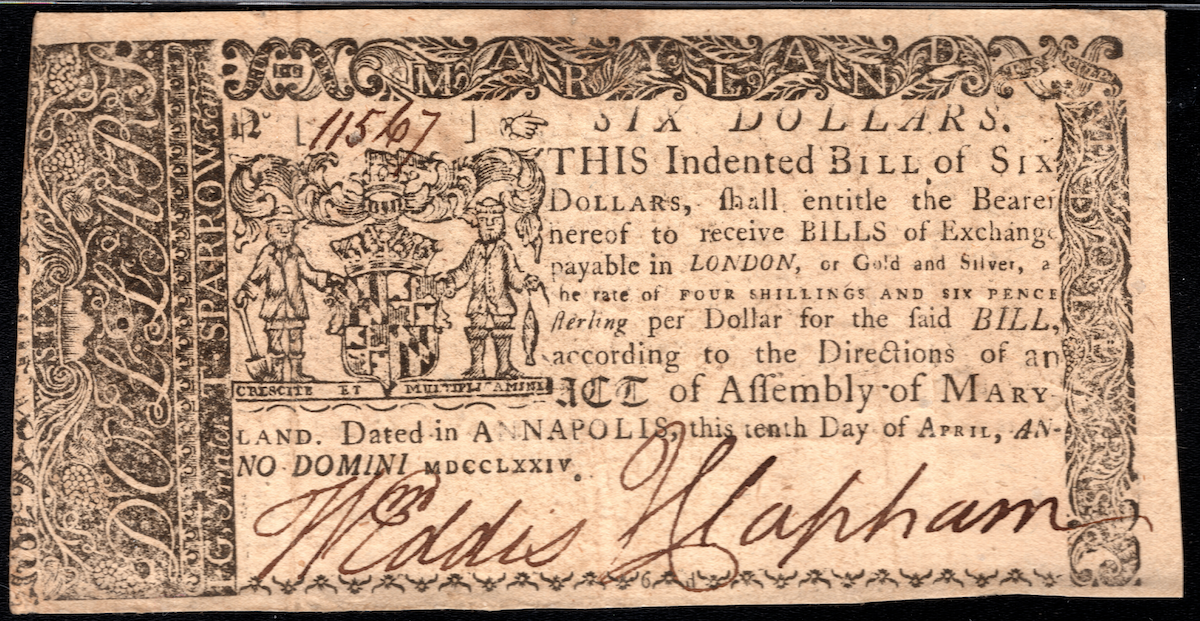 MARYLAND
No [11567] ☞ SIX DOLLARS.
THIS Indented BILL of SIX
DOLLARS, ſhall entitle the Bearer
hereof to receive BILLS of Exchange
payable in LONDON, or Gold and Silver, a
he rate of FOUR SHILLINGS AND SIX PENCE
ſterling per Dollar for the ſaid BILL,
according to the Directions of an
ACT of Aſſembly of MARY-
LAND. Dated in ANNAPOLIS, this tenth Day of APRIL, AN-
NO DOMINI MDCCLXXIV.
CRESCITE ET MULTIPLICAMINI
Wm Eddis J Clapham
SIX
DOLLARS
T SPARROW